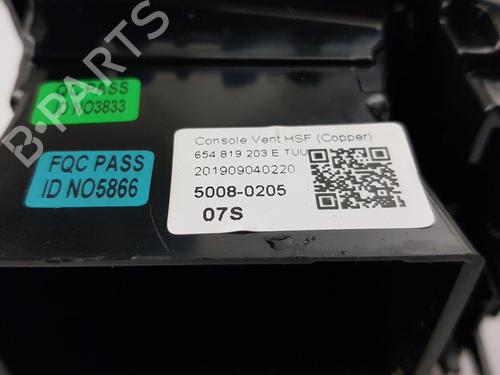 QC PASS
ID NO3833
FQC PASS
ID NO5866
Console Vent HSF (Copper)
654 819 203 E TUU
201909040220
5008-0205
07S
B-PARTS